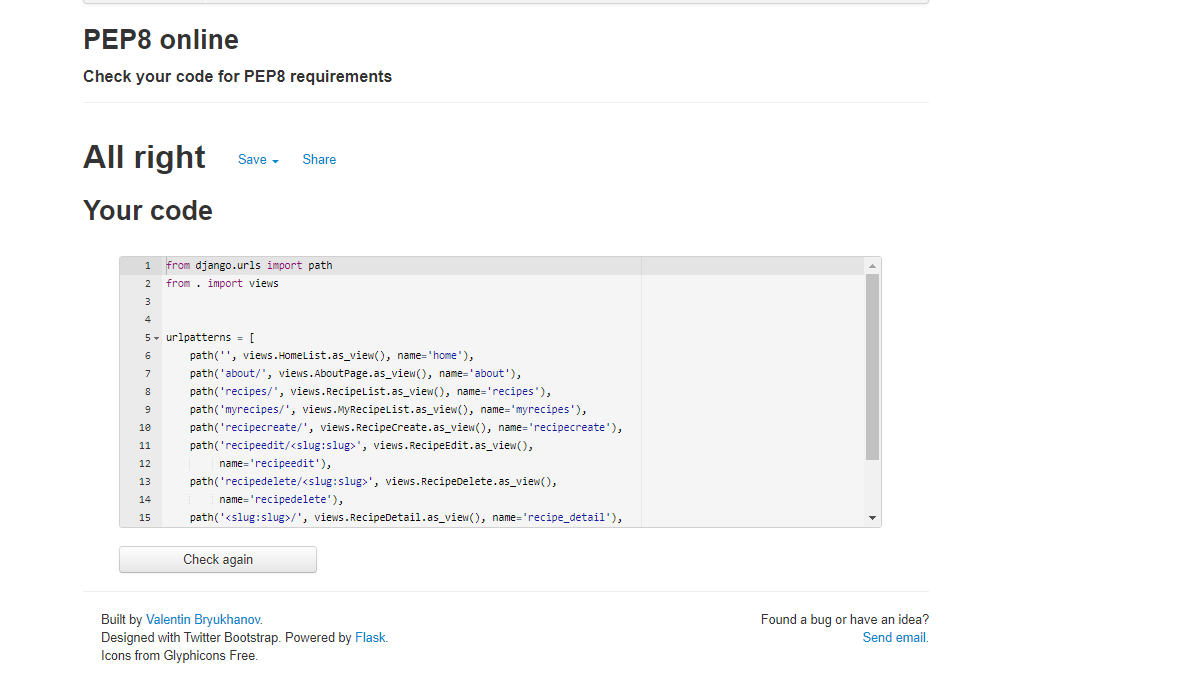 PEP8 online
Check your code for PEP8 requirements
All right Save Share
Your code
1 from django.urls import path
2 from . import views
3
4
5 urlpatterns = [
6 path('', views.HomeList.as_view(), name='home'),
7 path('about/', views.AboutPage.as_view(), name='about'),
8 path('recipes/', views.RecipeList.as_view(), name='recipes'),
9 path('myrecipes/', views.MyRecipeList.as_view(), name='myrecipes'),
10 path('recipecreate/', views.RecipeCreate.as_view(), name='recipecreate'),
11 path('recipeedit/<slug:slug>', views.RecipeEdit.as_view(),
12 name='recipeedit'),
13 path('recipedelete/<slug:slug>', views.RecipeDelete.as_view(),
14 name='recipedelete'),
15 path('<slug:slug>/', views.RecipeDetail.as_view(), name='recipe_detail'),
Check again
Built by Valentin Bryukhanov.
Designed with Twitter Bootstrap. Powered by Flask.
Icons from Glyphicons Free.
Found a bug or have an idea?
Send email.